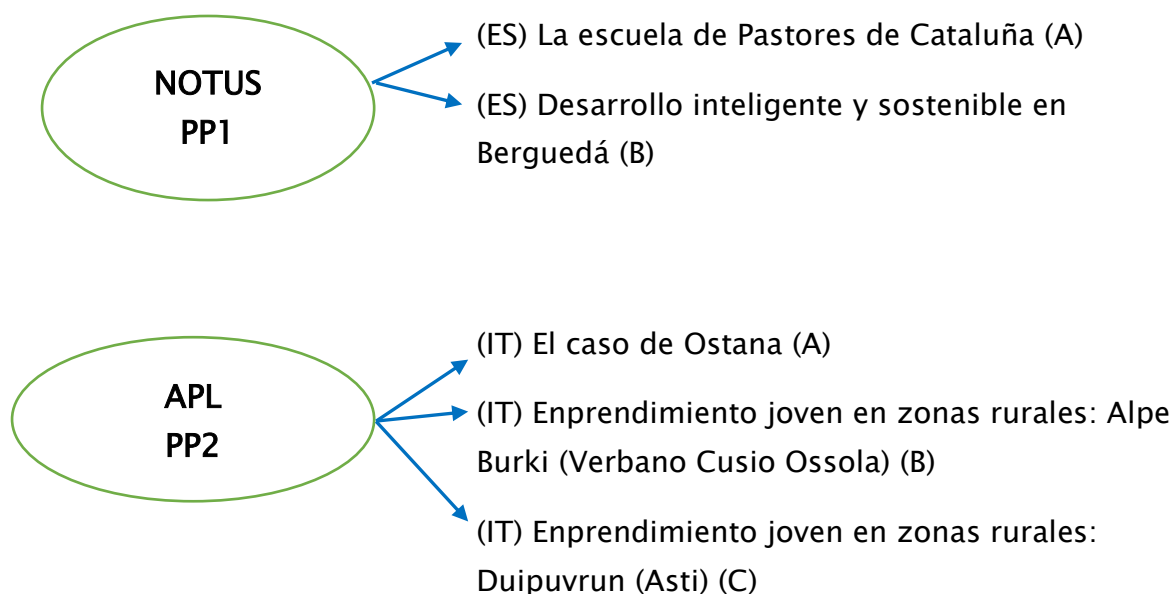 NOTUS
PP1
(ES) La escuela de Pastores de Cataluña (A)
(ES) Desarrollo inteligente y sostenible en
Berguedá (B)
APL
PP2
(IT) El caso de Ostana (A)
(IT) Enprendimiento joven en zonas rurales: Alpe
Burki (Verbano Cusio Ossola) (B)
(IT) Enprendimiento joven en zonas rurales:
Duipuvrun (Asti) (C)